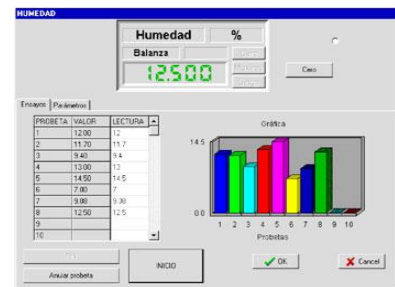 HUMEDAD
Humedad %
Balanza
12.500
Cero
Ensayos Parámetros
PROBETA VALOR LECTURA
1 12.00 12
2 11.70 11.7
3 9.40 9.4
4 13.00 13
5 14.50 14.5
6 7.00 7
7 9.08 9.08
8 12.50 12.5
9
10
Gráfica
14.5
0.0
1 2 3 4 5 6 7 8 9 10
Probetas
Anular probeta
INICIO
OK
Cancel